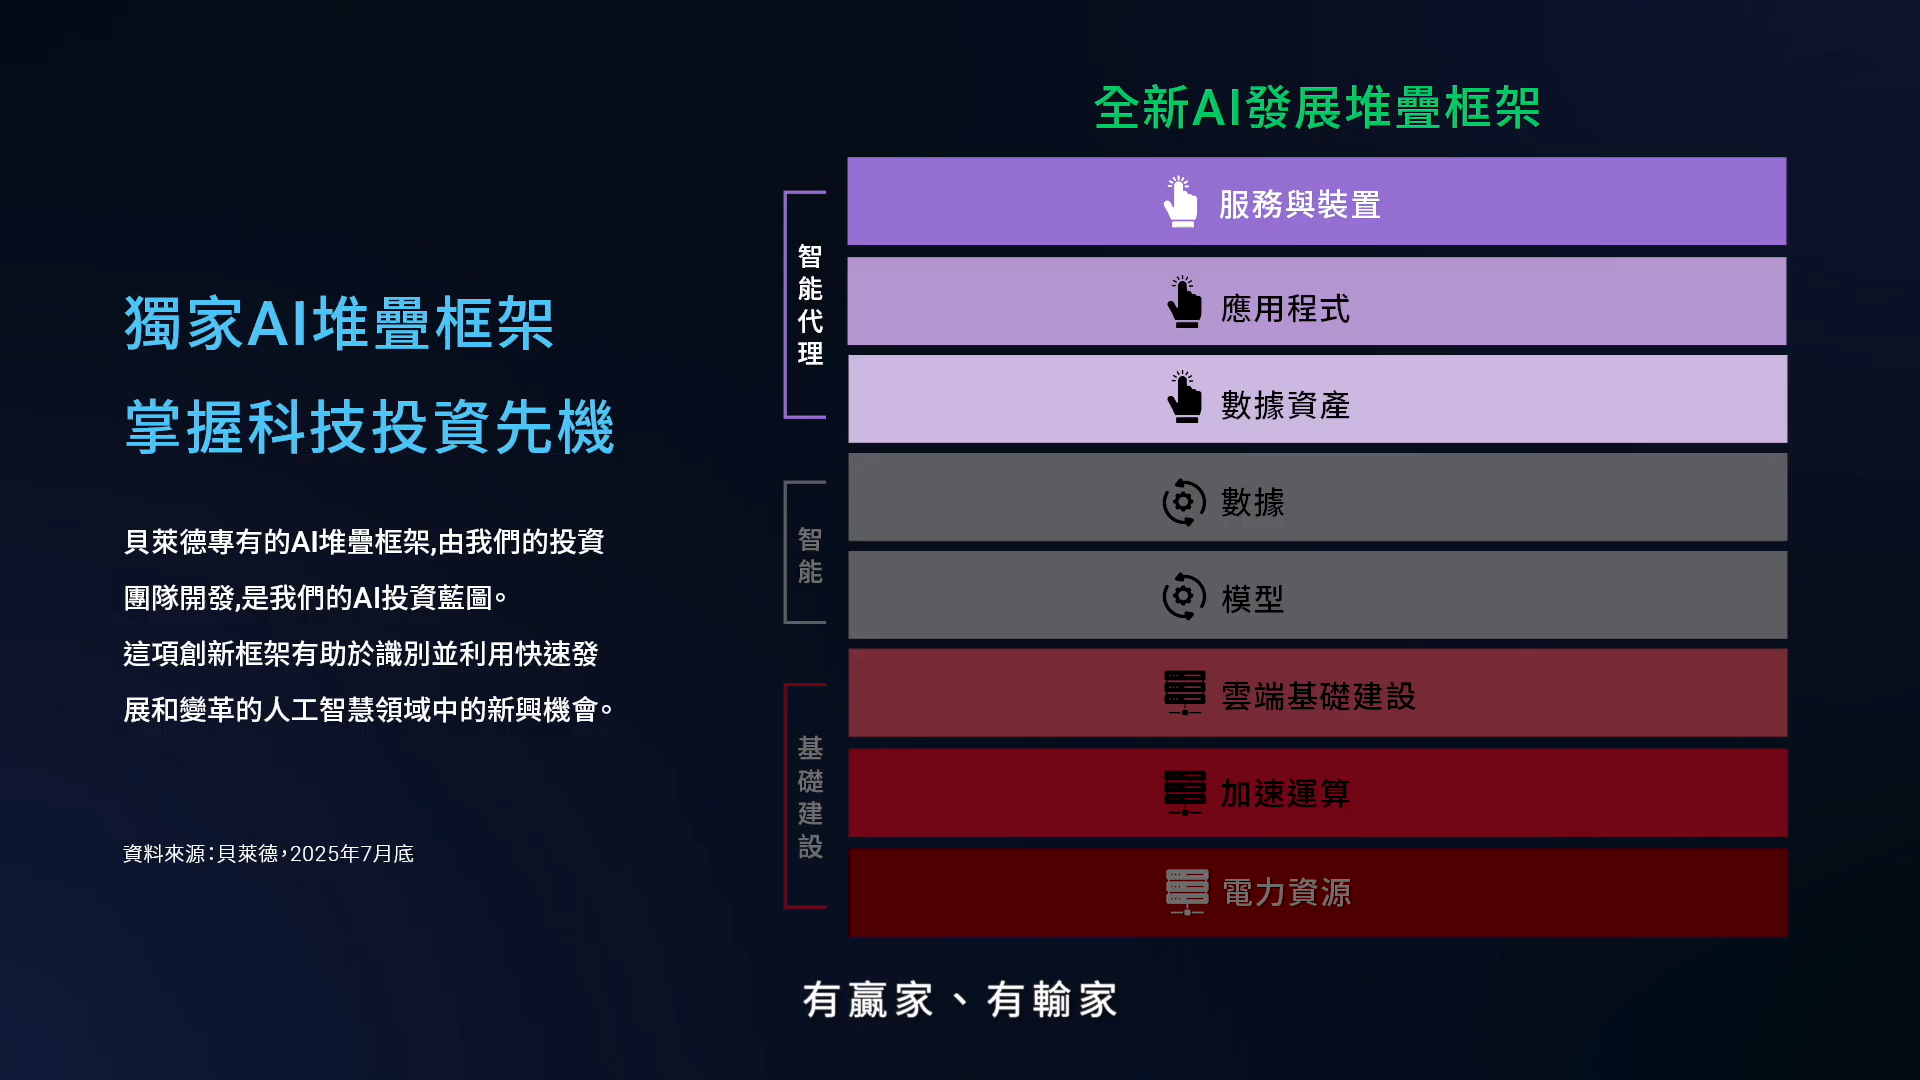 獨家AI堆疊框架
掌握科技投資先機
貝萊德專有的AI堆疊框架,由我們的投資
團隊開發,是我們的AI投資藍圖。
這項創新框架有助於識別並利用快速發
展和變革的人工智慧領域中的新興機會。
資料來源：貝萊德，2025年7月底
全新AI發展堆疊框架
智能代理
服務與裝置
應用程式
數據資產
智能
數據
模型
基礎建設
雲端基礎建設
加速運算
電力資源
有贏家、有輸家